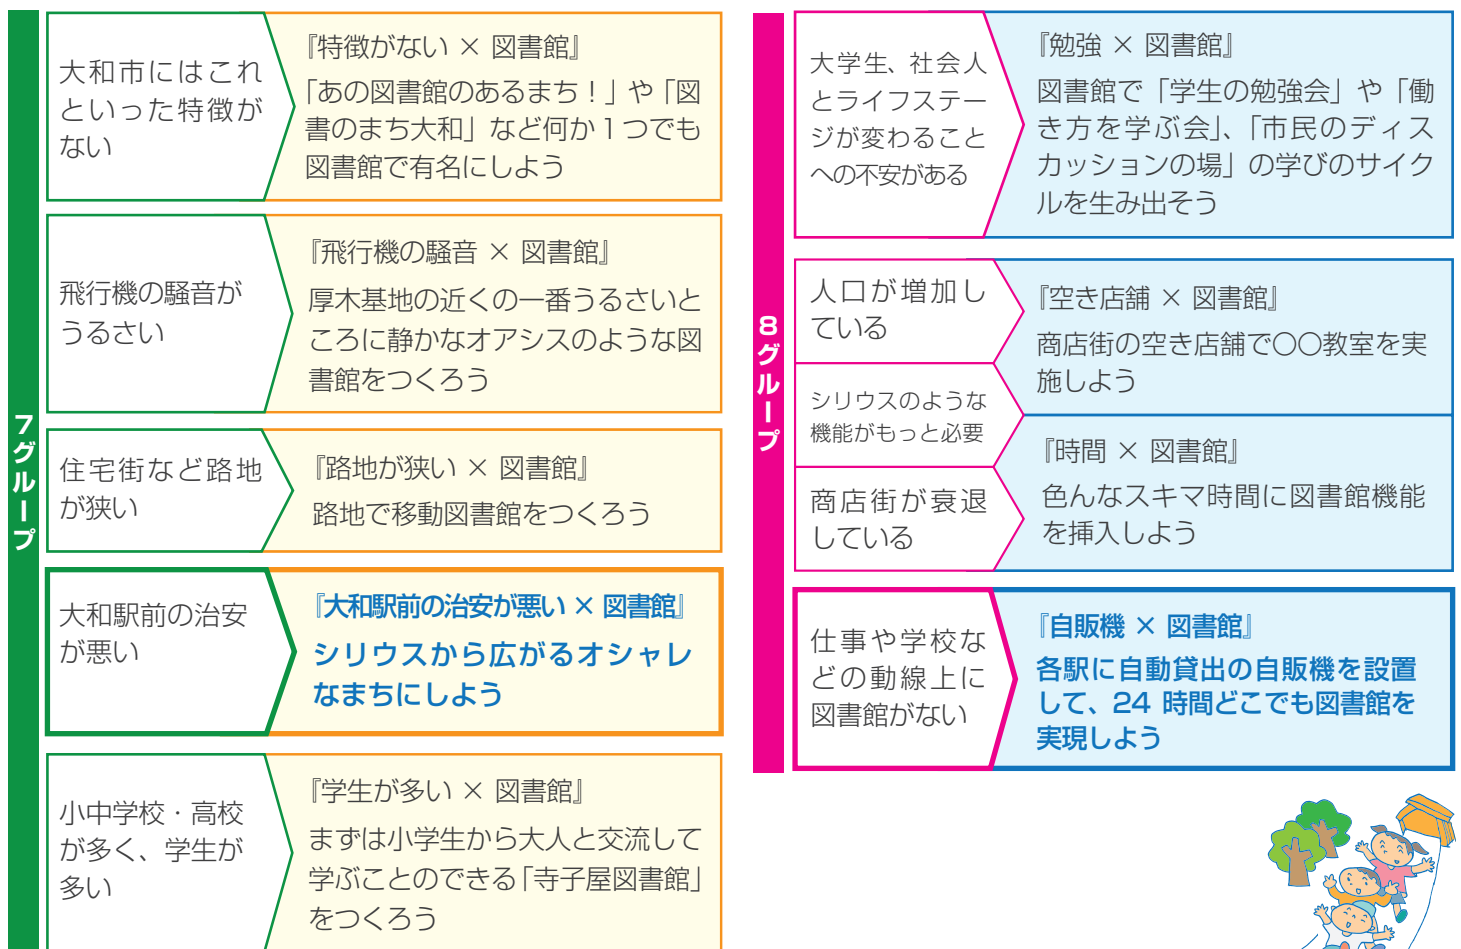 7グループ
大和市にはこれ
といった特徴が
ない
『特徴がない × 図書館』
「あの図書館のあるまち！」や「図
書のまち大和」など何か１つでも
図書館で有名にしよう
飛行機の騒音が
うるさい
『飛行機の騒音 × 図書館』
厚木基地の近くの一番うるさいと
ころに静かなオアシスのような図
書館をつくろう
住宅街など路地
が狭い
『路地が狭い × 図書館』
路地で移動図書館をつくろう
大和駅前の治安
が悪い
『大和駅前の治安が悪い × 図書館』
シリウスから広がるオシャレ
なまちにしよう
小中学校・高校
が多く、学生が
多い
『学生が多い × 図書館』
まずは小学生から大人と交流して
学ぶことのできる「寺子屋図書館」
をつくろう
8グループ
大学生、社会人
とライフステー
ジが変わること
への不安がある
『勉強 × 図書館』
図書館で「学生の勉強会」や「働
き方を学ぶ会」、「市民のディス
カッションの場」の学びのサイク
ルを生み出そう
人口が増加し
ている
シリウスのような
機能がもっと必要
商店街が衰退
している
『空き店舗 × 図書館』
商店街の空き店舗で〇〇教室を実
施しよう
『時間 × 図書館』
色んなスキマ時間に図書館機能
を挿入しよう
仕事や学校な
どの動線上に
図書館がない
『自販機 × 図書館』
各駅に自動貸出の自販機を設置
して、24 時間どこでも図書館を
実現しよう